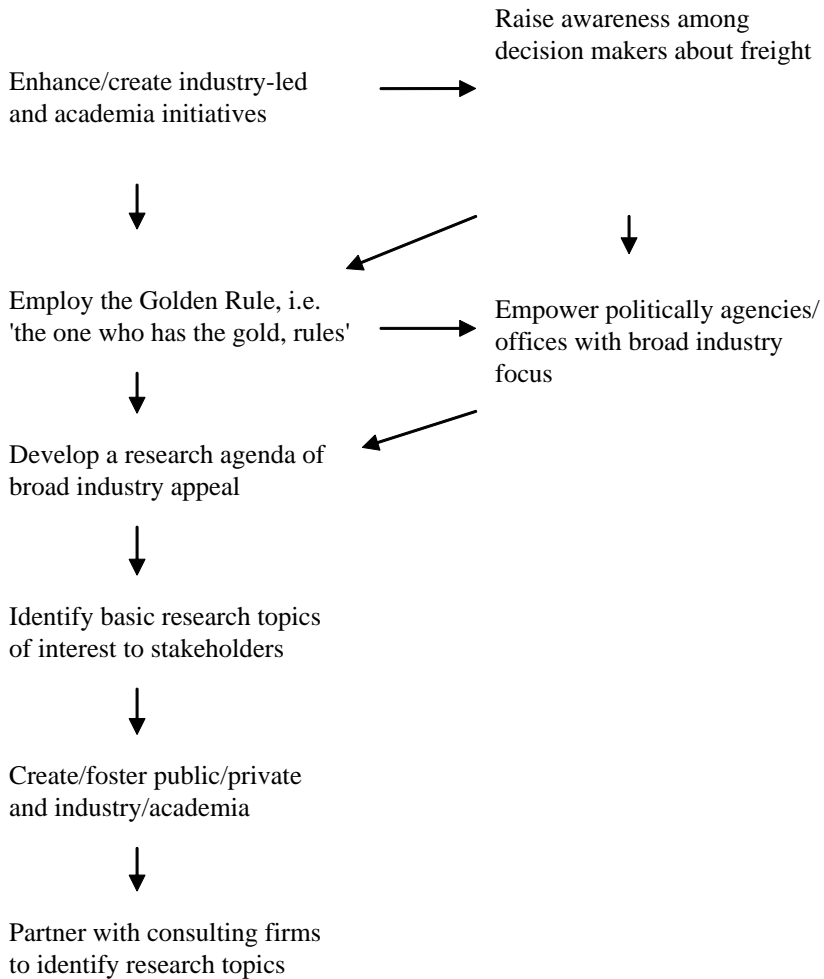 Raise awareness among
decision makers about freight
Enhance/create industry-led
and academia initiatives
Employ the Golden Rule, i.e.
'the one who has the gold, rules'
Empower politically agencies/
offices with broad industry
focus
Develop a research agenda of
broad industry appeal
Identify basic research topics
of interest to stakeholders
Create/foster public/private
and industry/academia
Partner with consulting firms
to identify research topics